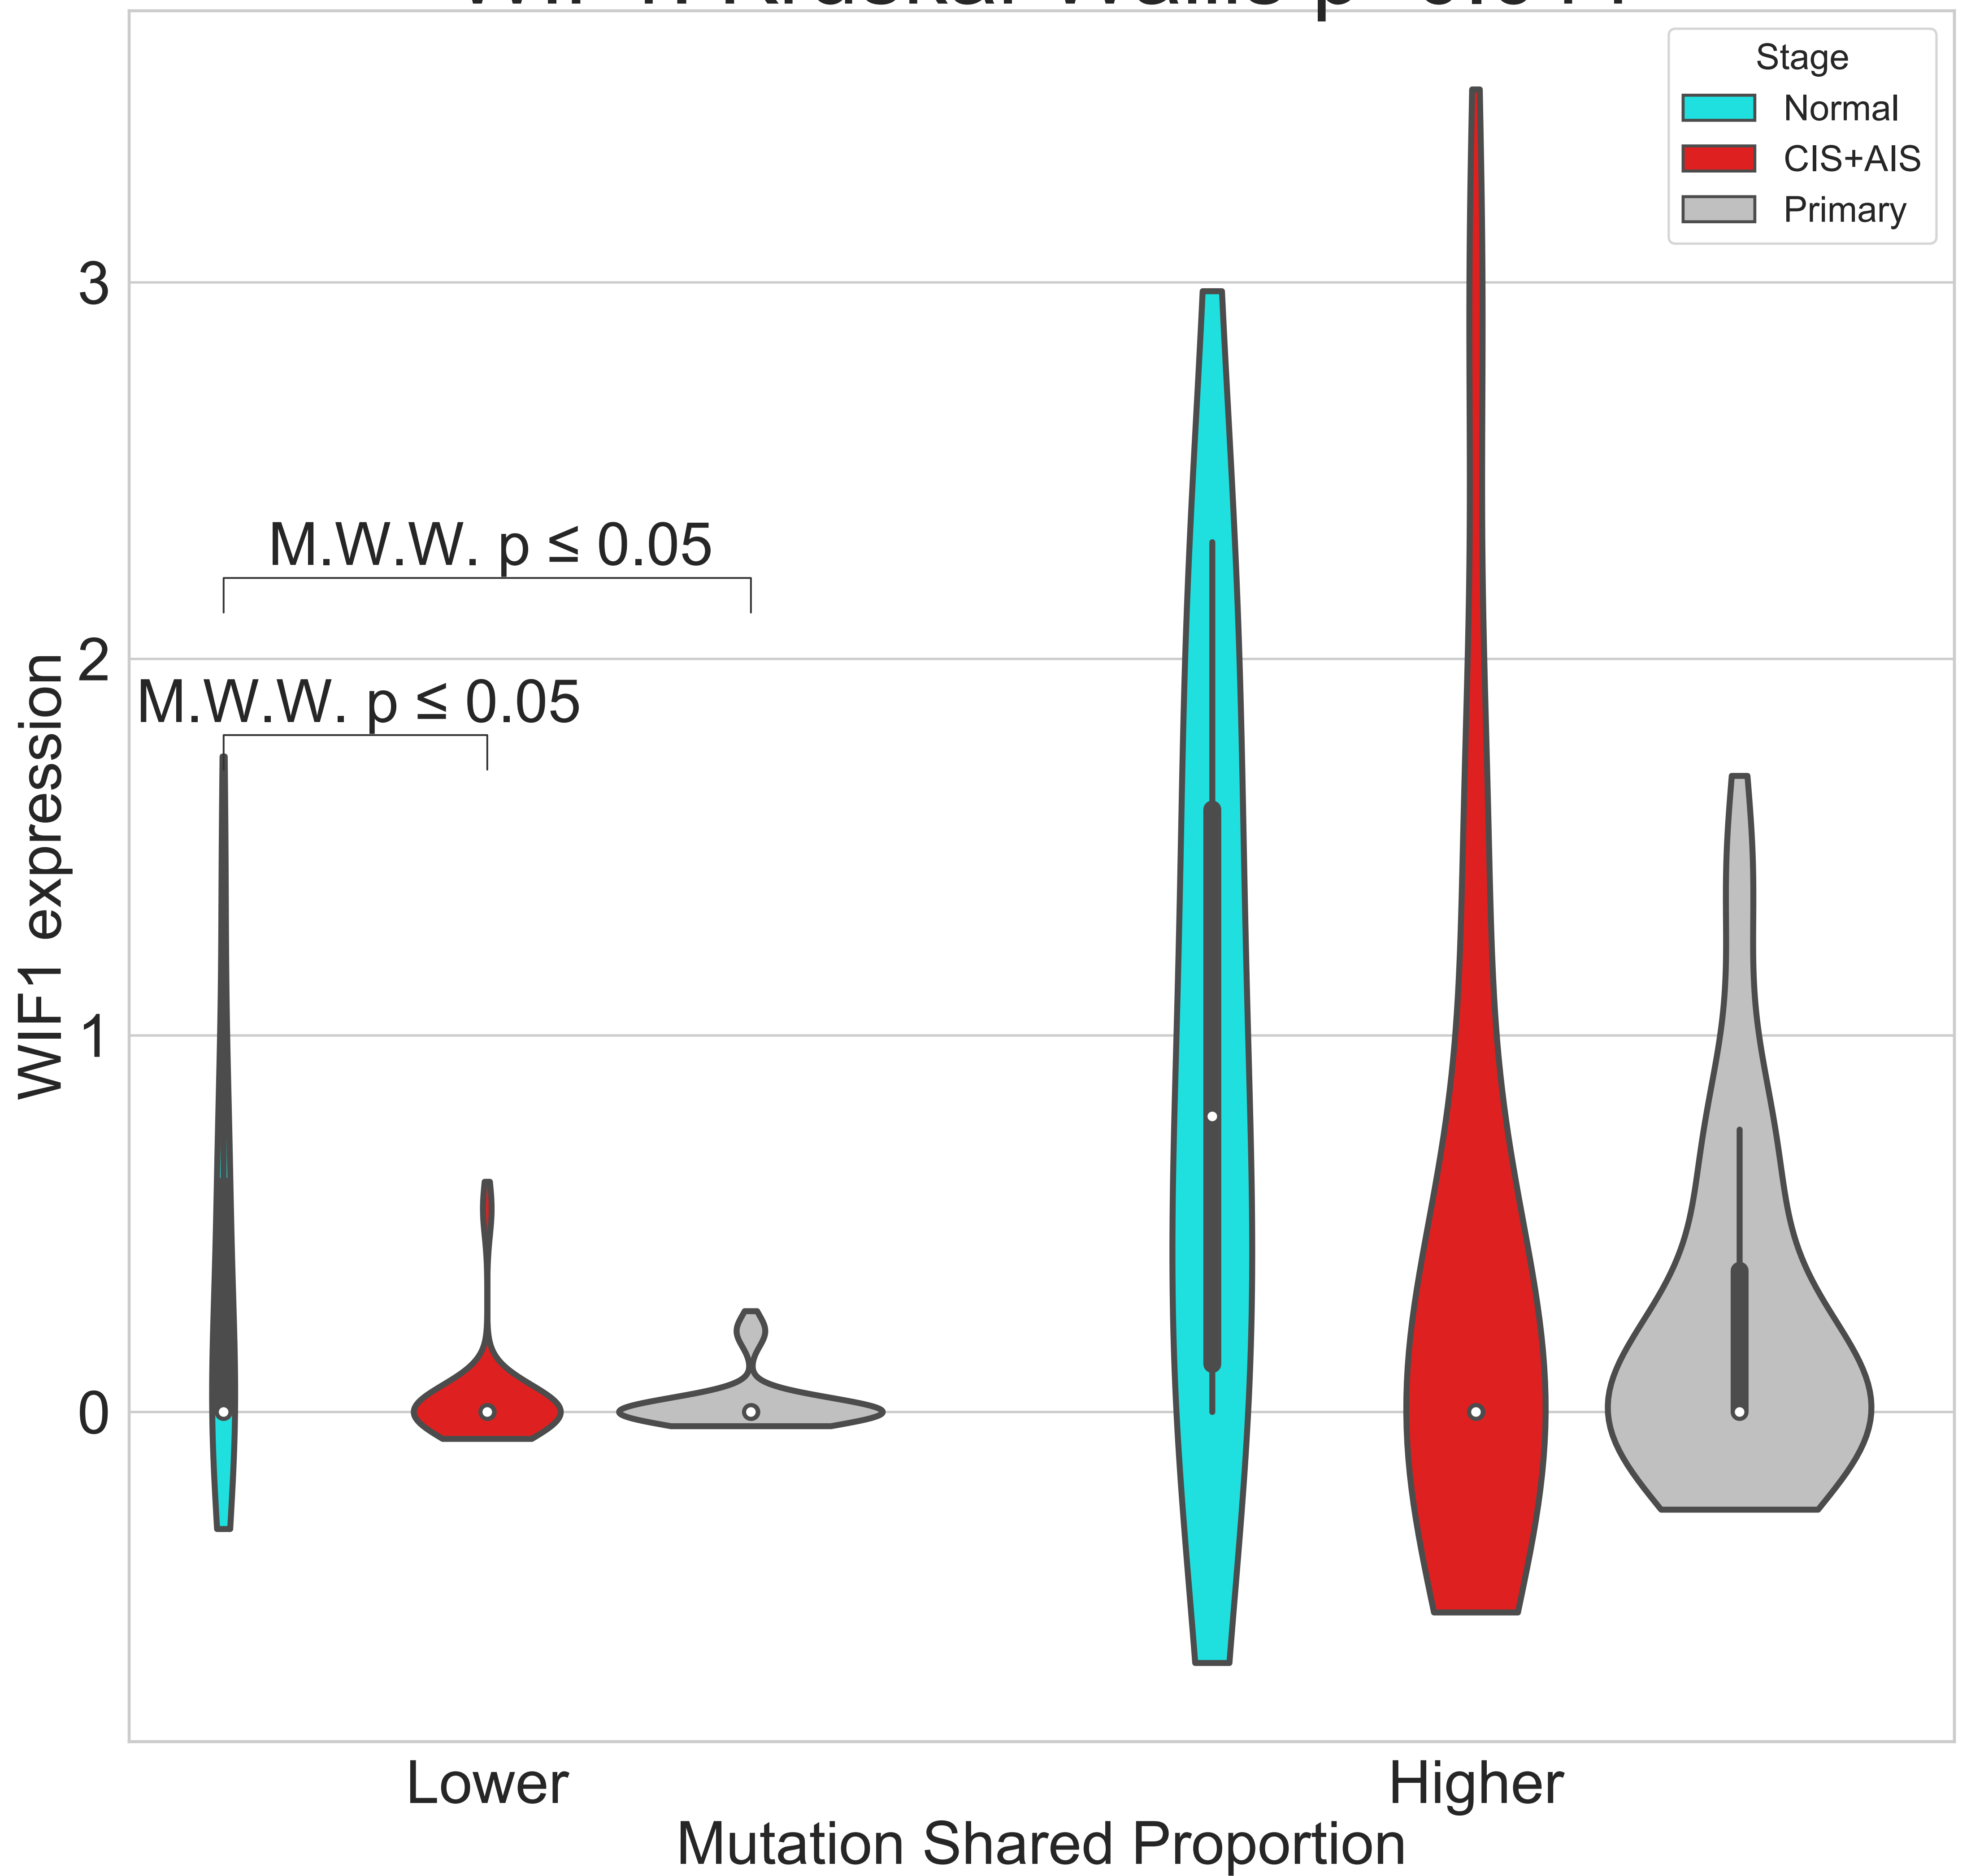 Stage
Normal
CIS+AIS
Primary
3
M.W.W. p ≤ 0.05
2
M.W.W. p ≤ 0.05
WIF1 expression
1
0
Lower
Higher
Mutation Shared Proportion